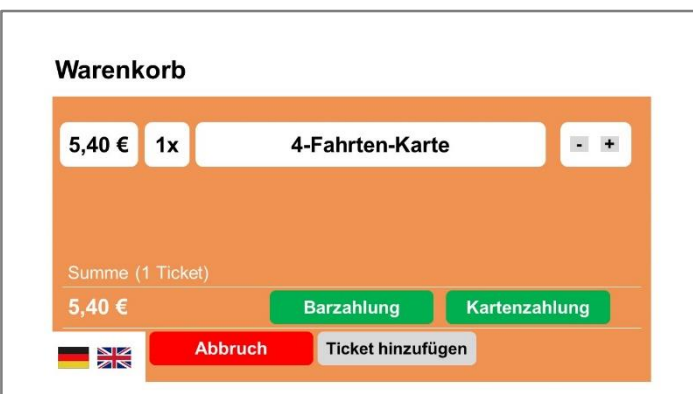 Warenkorb
5,40 € 1x 4-Fahrten-Karte - +
Summe (1 Ticket)
5,40 € Barzahlung Kartenzahlung
Abbruch Ticket hinzufügen